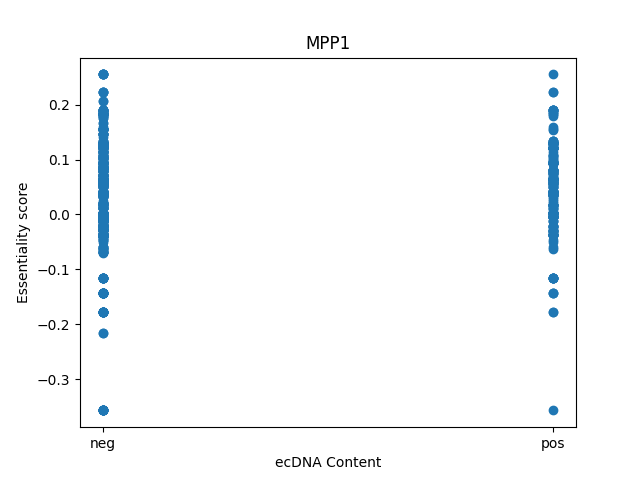 MPP1
Essentiality score
0.2
0.1
0.0
−0.1
−0.2
−0.3
neg
pos
ecDNA Content